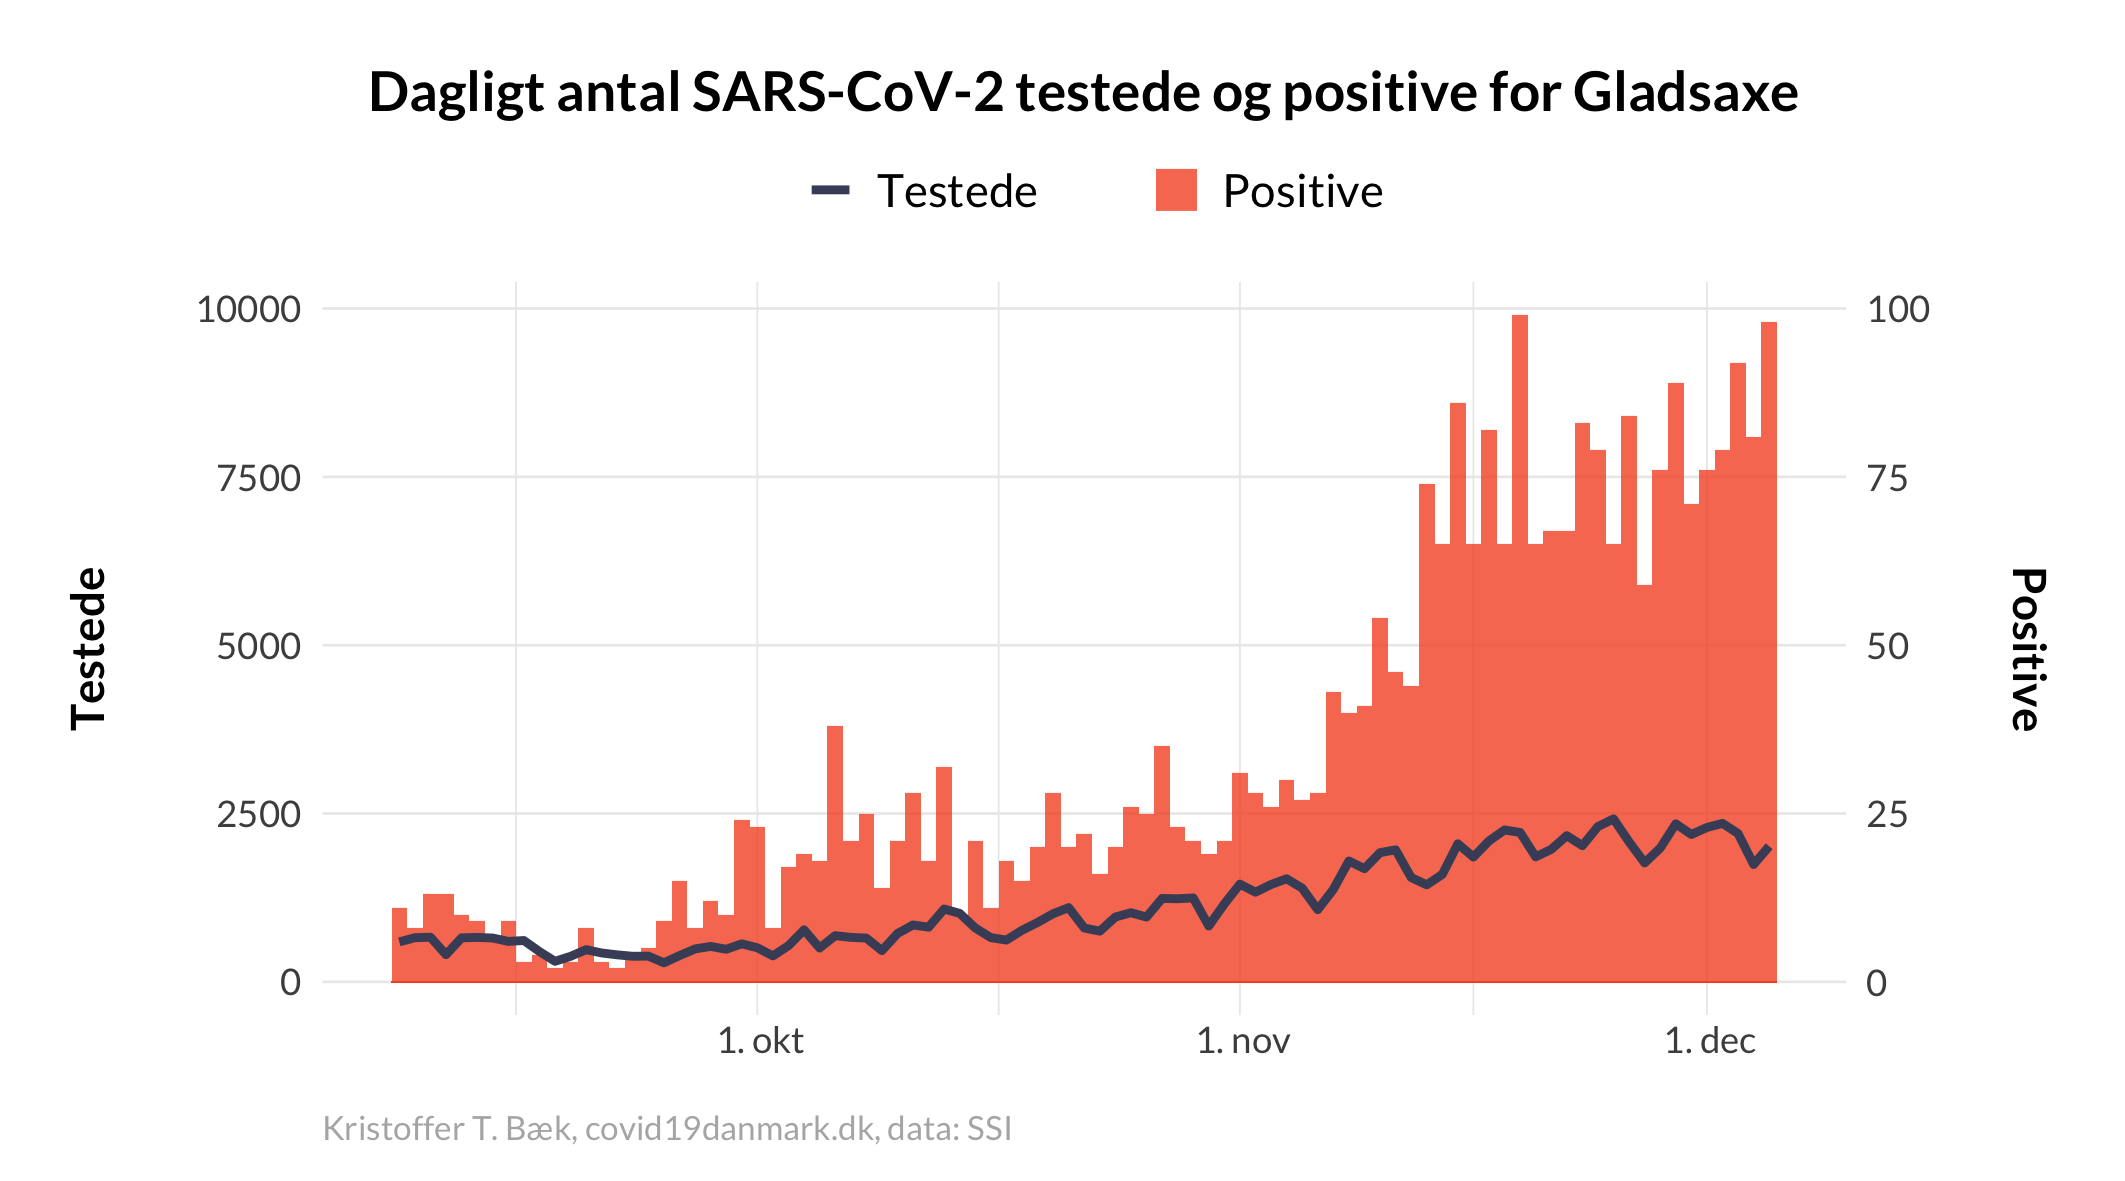 Dagligt antal SARS-CoV-2 testede og positive for Gladsaxe
Testede
Positive
10000
7500
5000
2500
0
100
75
50
25
0
Testede
Positive
1. okt
1. nov
1. dec
Kristoffer T. Bæk, covid19danmark.dk, data: SSI